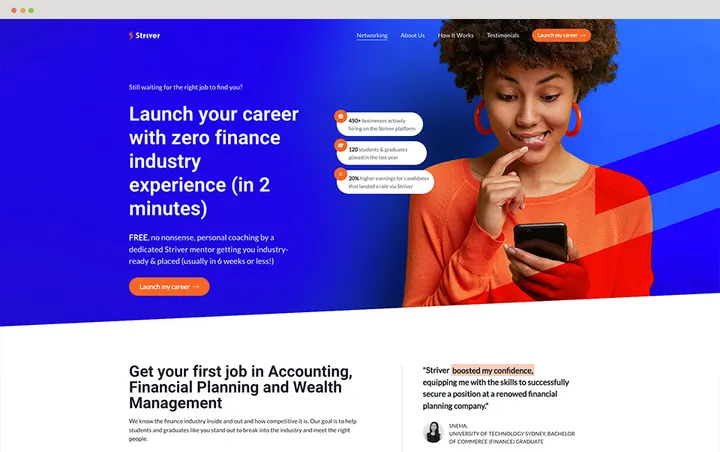 Striver
Networking
About Us
How It Works
Testimonials
Launch my career →
Still waiting for the right job to find you?
Launch your career
with zero finance
industry
experience (in 2
minutes)
450+ businesses actively
hiring on the Striver platform
120 students & graduates
placed in the last year
20% higher earnings for candidates
that landed a role via Striver
FREE, no nonsense, personal coaching by a
dedicated Striver mentor getting you industry-
ready & placed (usually in 6 weeks or less!)
Launch my career →
Get your first job in Accounting,
Financial Planning and Wealth
Management
We know the finance industry inside and out and how competitive it is. Our goal is to help
students and graduates like you stand out to break into the industry and meet the right
people.
"Striver boosted my confidence,
equipping me with the skills to successfully
secure a position at a renowed financial
planning company."
SNEHA,
UNIVERSITY OF TECHNOLOGY SYDNEY, BACHELOR
OF COMMERCE (FINANCE) GRADUATE